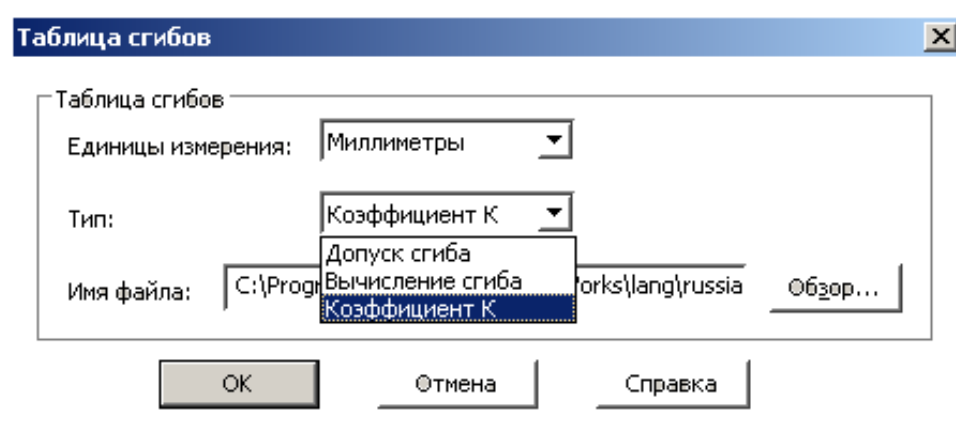 Таблица сгибов
Таблица сгибов
Единицы измерения: Миллиметры
Тип: Коэффициент К
Допуск сгиба
Вычисление сгиба
Коэффициент К
Имя файла: C:\Progr orks\lang\russia Обзор...
OK Отмена Справка